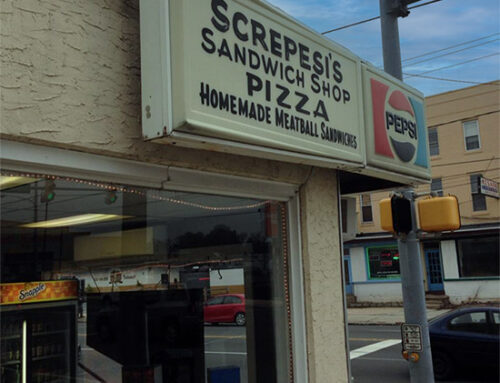 SCREPESI'S
SANDWICH SHOP
PIZZA
HOMEMADE MEATBALL SANDWICHES
PEPSI
Snapple